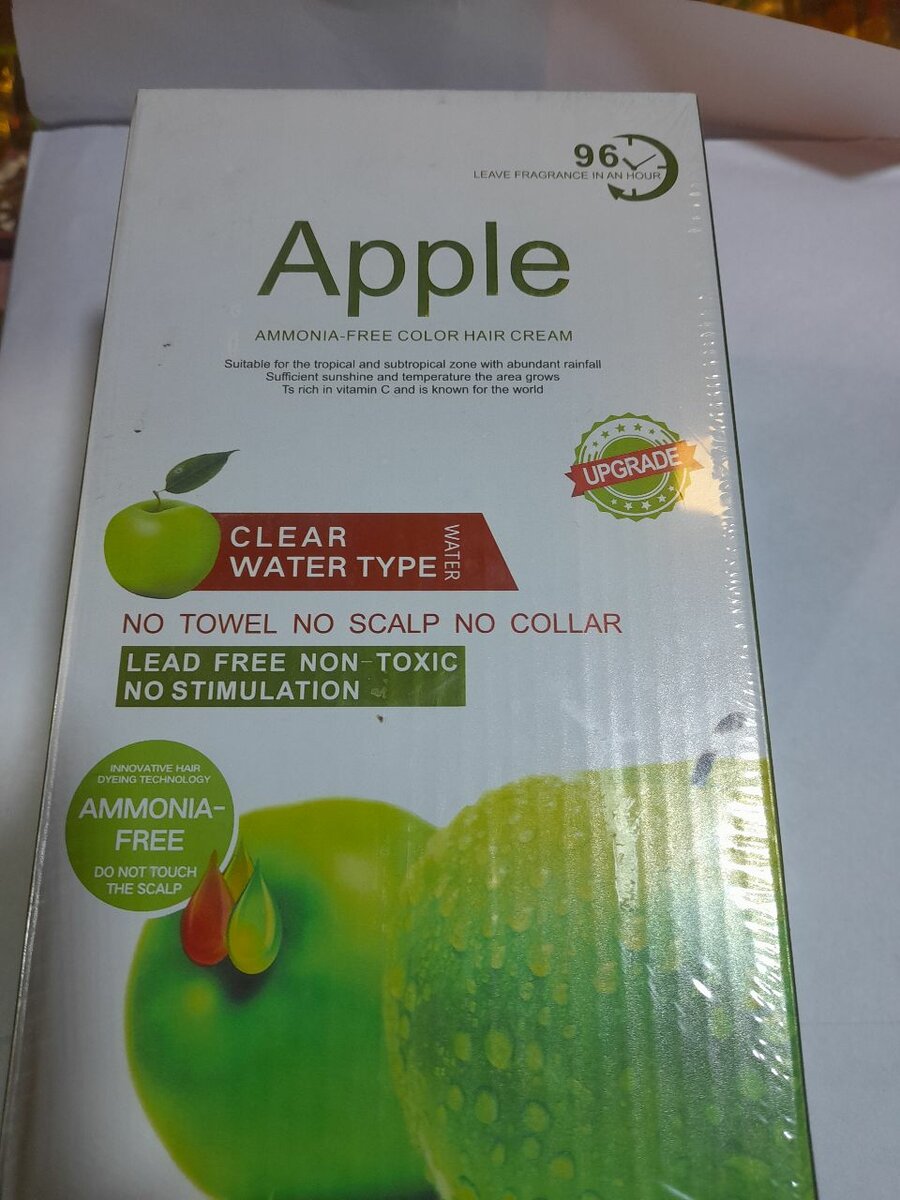 96
LEAVE FRAGRANCE IN AN HOUR
Apple
AMMONIA-FREE COLOR HAIR CREAM
Suitable for the tropical and subtropical zone with abundant rainfall
Sufficient sunshine and temperature the area grows
Ts rich in vitamin C and is known for the world
UPGRADE
CLEAR
WATER TYPE
WATER
NO TOWEL NO SCALP NO COLLAR
LEAD FREE NON-TOXIC
NO STIMULATION
INNOVATIVE HAIR
DYEING TECHNOLOGY
AMMONIA-
FREE
DO NOT TOUCH
THE SCALP